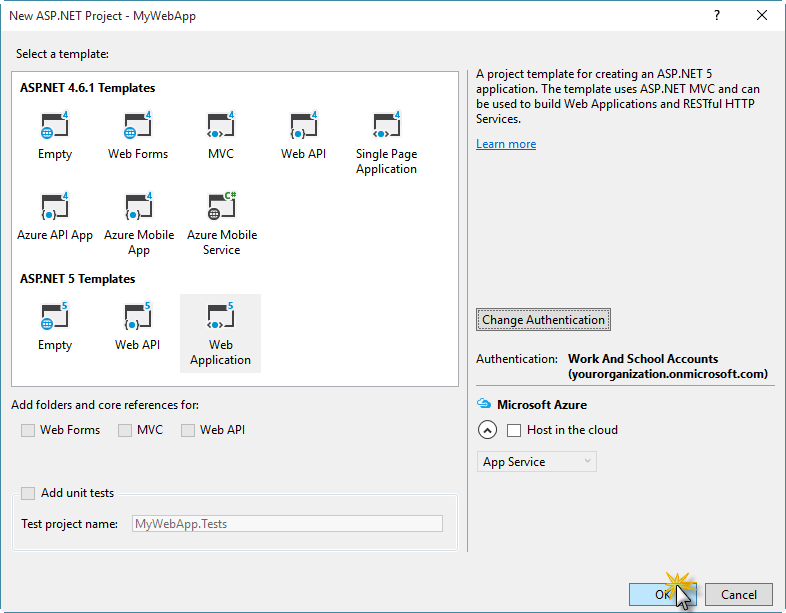 New ASP.NET Project - MyWebApp
?
Select a template:
ASP.NET 4.6.1 Templates
4 4 4 4 4
Empty Web Forms MVC Web API Single Page
Application
4 4 C#
Azure API App Azure Mobile Azure Mobile
App Service
ASP.NET 5 Templates
5 5 5
Empty Web API Web
Application
Add folders and core references for:
Web Forms MVC Web API
Add unit tests
Test project name: MyWebApp.Tests
A project template for creating an ASP.NET 5
application. The template uses ASP.NET MVC and can
be used to build Web Applications and RESTful HTTP
Services.
Learn more
Change Authentication
Authentication: Work And School Accounts
(yourorganization.onmicrosoft.com)
Microsoft Azure
Host in the cloud
App Service
OK Cancel